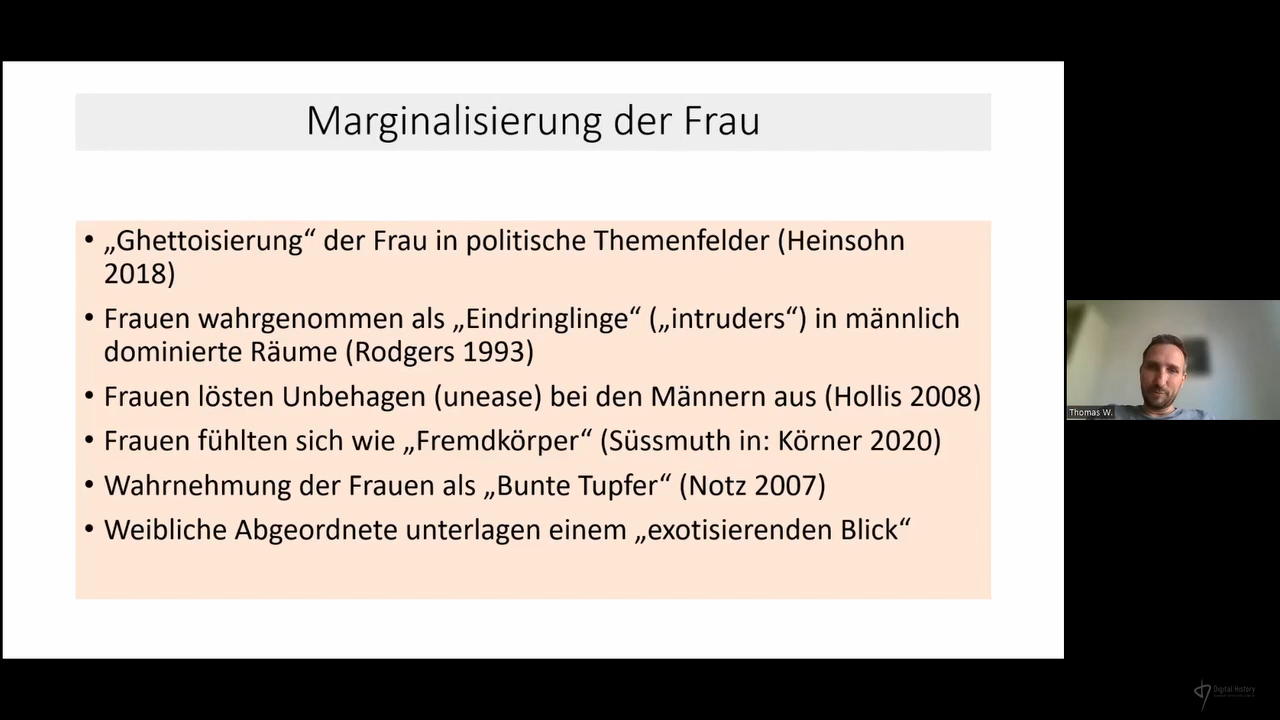 Marginalisierung der Frau
• „Ghettoisierung“ der Frau in politische Themenfelder (Heinsohn
2018)
• Frauen wahrgenommen als „Eindringlinge“ („intruders“) in männlich
dominierte Räume (Rodgers 1993)
• Frauen lösten Unbehagen (unease) bei den Männern aus (Hollis 2008)
• Frauen fühlten sich wie „Fremdkörper“ (Süssmuth in: Körner 2020)
• Wahrnehmung der Frauen als „Bunte Tupfer“ (Notz 2007)
• Weibliche Abgeordnete unterlagen einem „exotisierenden Blick“
Thomas W.
Digital History